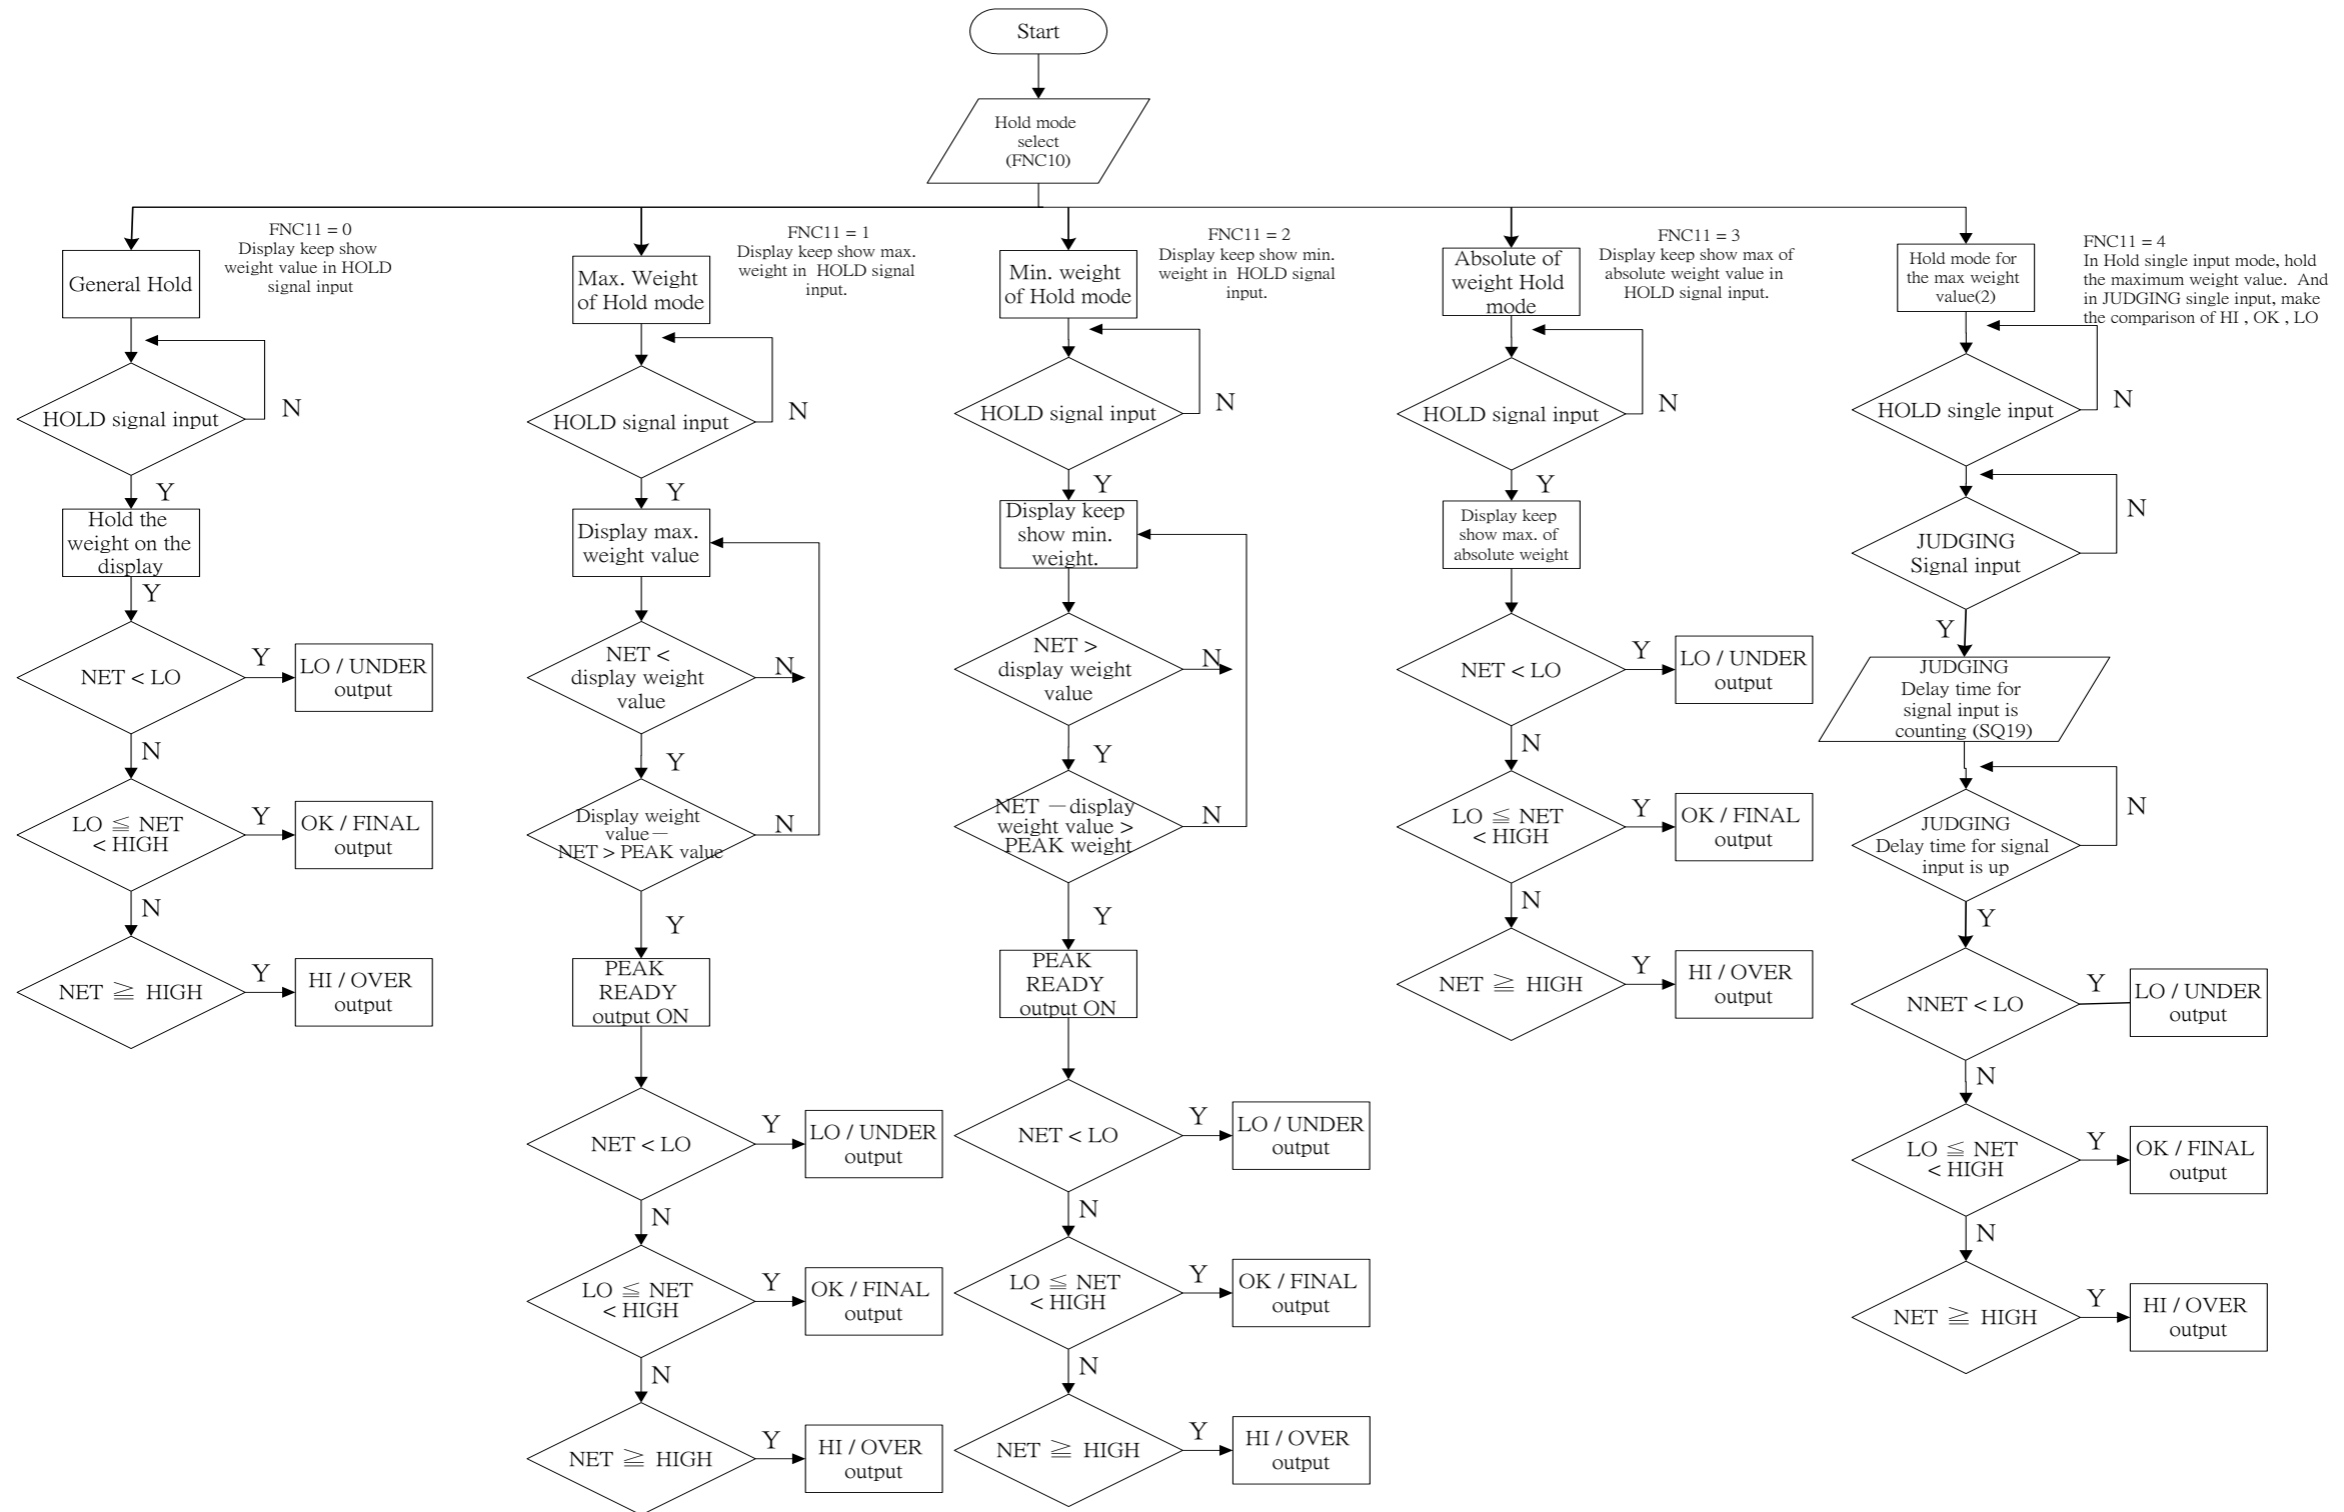 Start
Hold mode
select
(FNC10)
FNC11 = 0
Display keep show
weight value in HOLD
signal input
General Hold
HOLD signal input
N
Y
Hold the
weight on the
display
Y
NET < LO
Y
LO / UNDER
output
N
LO ≦ NET
< HIGH
Y
OK / FINAL
output
N
NET ≧ HIGH
Y
HI / OVER
output
FNC11 = 1
Display keep show max.
weight in HOLD signal
input.
Max. Weight
of Hold mode
HOLD signal input
N
Y
Display max.
weight value
NET <
display weight
value
N
Y
Display weight
value－
NET > PEAK value
N
Y
PEAK
READY
output ON
NET < LO
Y
LO / UNDER
output
N
LO ≦ NET
< HIGH
Y
OK / FINAL
output
N
NET ≧ HIGH
Y
HI / OVER
output
FNC11 = 2
Display keep show min.
weight in HOLD signal
input.
Min. weight
of Hold mode
HOLD signal input
N
Y
Display keep
show min.
weight.
NET >
display weight
value
N
Y
NET －display
weight value >
PEAK weight
N
Y
PEAK
READY
output ON
NET < LO
Y
LO / UNDER
output
N
LO ≦ NET
< HIGH
Y
OK / FINAL
output
N
NET ≧ HIGH
Y
HI / OVER
output
FNC11 = 3
Display keep show max of
absolute weight value in
HOLD signal input.
Absolute of
weight Hold
mode
HOLD signal input
N
Y
Display keep
show max. of
absolute weight
NET < LO
Y
LO / UNDER
output
N
LO ≦ NET
< HIGH
Y
OK / FINAL
output
N
NET ≧ HIGH
Y
HI / OVER
output
FNC11 = 4
In Hold single input mode, hold
the maximum weight value. And
in JUDGING single input, make
the comparison of HI , OK , LO
Hold mode for
the max weight
value(2)
HOLD single input
N
JUDGING
Signal input
N
Y
JUDGING
Delay time for
signal input is
counting (SQ19)
JUDGING
Delay time for signal
input is up
N
Y
NNET < LO
Y
LO / UNDER
output
N
LO ≦ NET
< HIGH
Y
OK / FINAL
output
N
NET ≧ HIGH
Y
HI / OVER
output